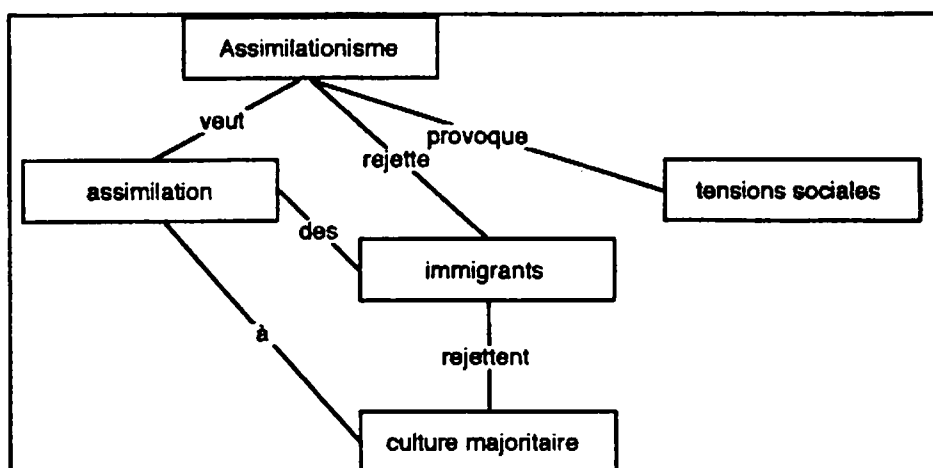 Assimilationisme
veut
provoque
rejette
assimilation
tensions sociales
des
immigrants
à
rejettent
culture majoritaire